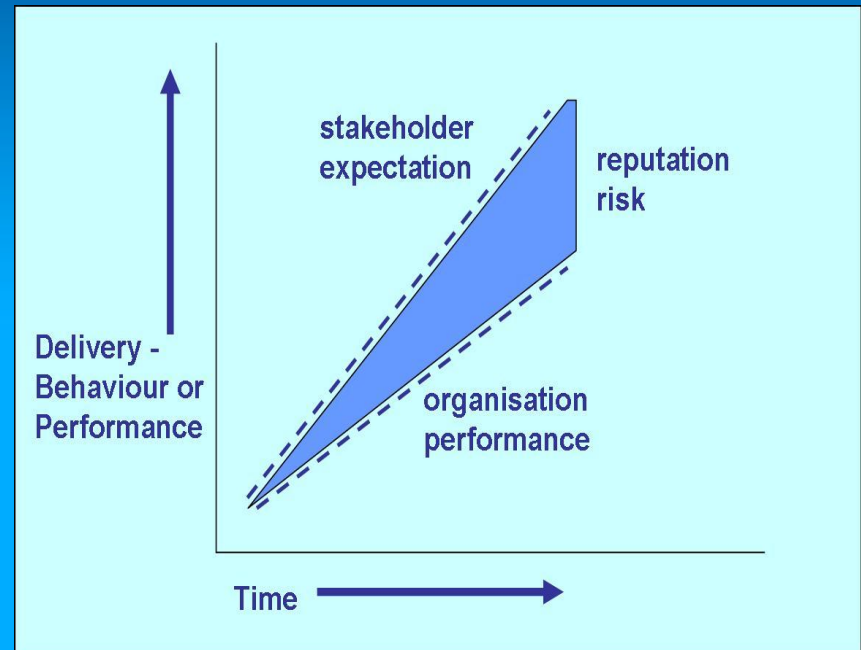 stakeholder
expectation
reputation
risk
Delivery -
Behaviour or
Performance
organisation
performance
Time